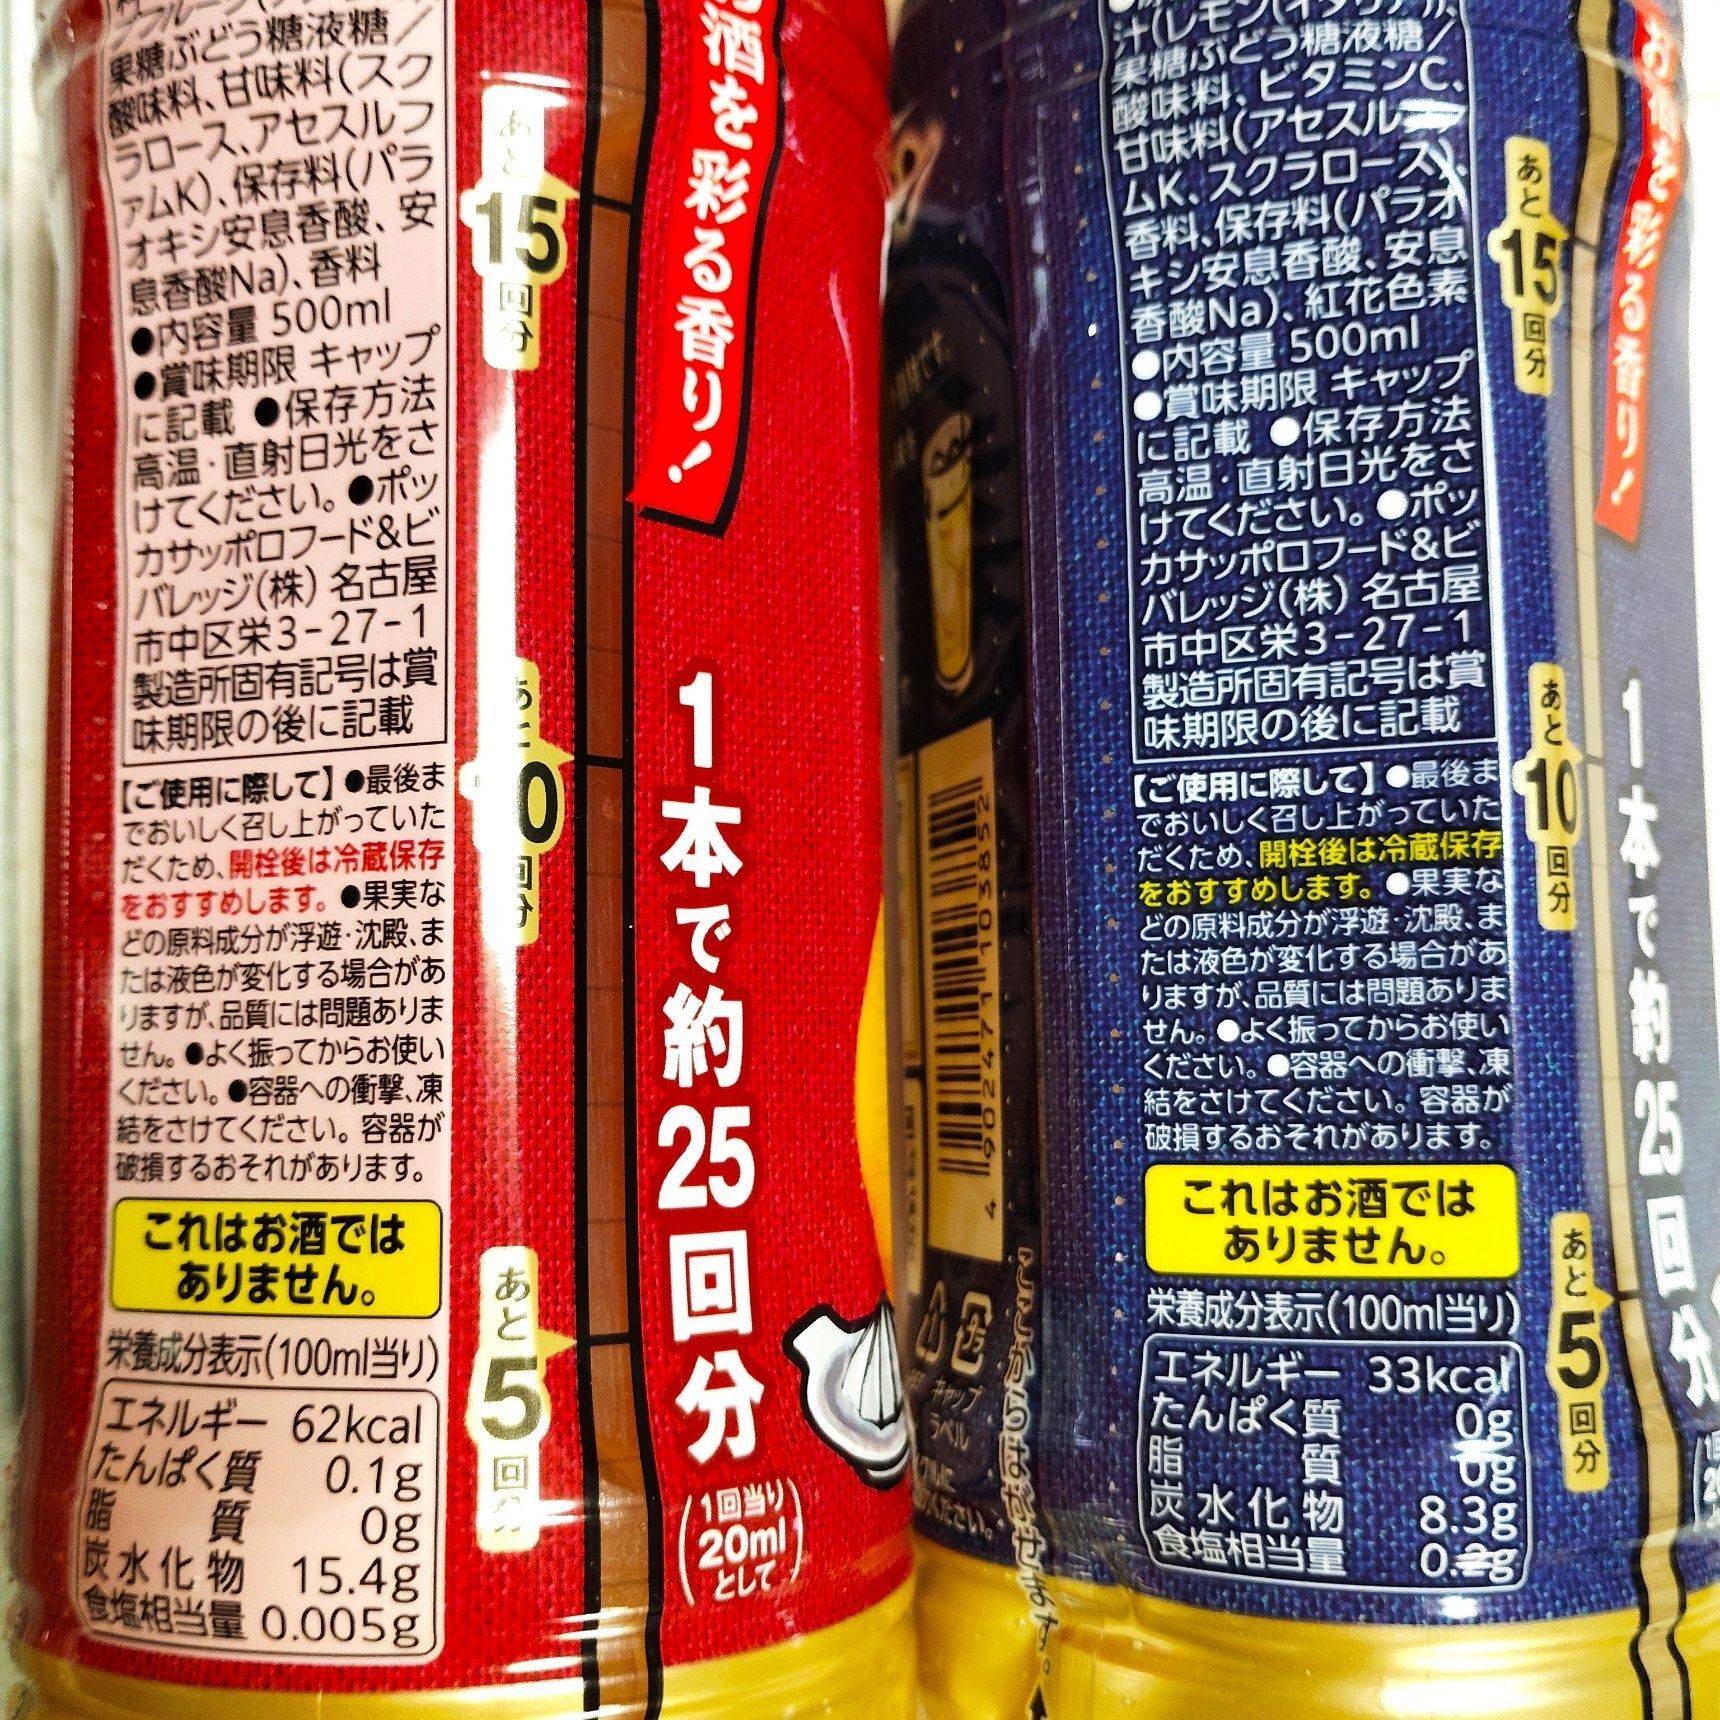 果糖ぶどう糖液糖／
酸味料、甘味料(スク
ラロース、アセスルフ
ァムK)、保存料(パラ
オキシ安息香酸、安
息香酸Na)、香料
●内容量 500ml
●賞味期限 キャップ
に記載 ●保存方法
高温・直射日光をさ
けてください。●ポッ
カサッポロフード&ビ
バレッジ(株) 名古屋
市中区栄3-27-1
製造所固有記号は賞
味期限の後に記載
【ご使用に際して】●最後ま
でおいしく召し上がっていた
だくため、開栓後は冷蔵保存
をおすすめします。●果実な
どの原料成分が浮遊・沈殿、ま
たは液色が変化する場合があ
りますが、品質には問題ありま
せん。●よく振ってからお使い
ください。●容器への衝撃、凍
結をさけてください。容器が
破損するおそれがあります。
これはお酒では
ありません。
栄養成分表示(100ml当り)
エネルギー 62kcal
たんぱく質 0.1g
脂質 0g
炭水化物 15.4g
食塩相当量 0.005g
あと15回分
あと10回分
あと5回分
お酒を彩る香り！
1本で約25回分
(1回当り
20ml
として)
4902471103852
キャップ
ラベル
ここからはがせます。
汁(レモン(イタリア)、
果糖ぶどう糖液糖／
酸味料、ビタミンC、
甘味料(アセスルファ
ムK、スクラロース)、
香料、保存料(パラオ
キシ安息香酸、安息
香酸Na)、紅花色素
●内容量 500ml
●賞味期限 キャップ
に記載 ●保存方法
高温・直射日光をさ
けてください。●ポッ
カサッポロフード&ビ
バレッジ(株) 名古屋
市中区栄3-27-1
製造所固有記号は賞
味期限の後に記載
【ご使用に際して】●最後ま
でおいしく召し上がっていた
だくため、開栓後は冷蔵保存
をおすすめします。●果実な
どの原料成分が浮遊・沈殿、ま
たは液色が変化する場合があ
りますが、品質には問題ありま
せん。●よく振ってからお使い
ください。●容器への衝撃、凍
結をさけてください。容器が
破損するおそれがあります。
これはお酒では
ありません。
栄養成分表示(100ml当り)
エネルギー 33kcal
たんぱく質 0g
脂質 0g
炭水化物 8.3g
食塩相当量 0.2g
あと15回分
あと10回分
あと5回分
お酒を彩る香り！
1本で約25回分